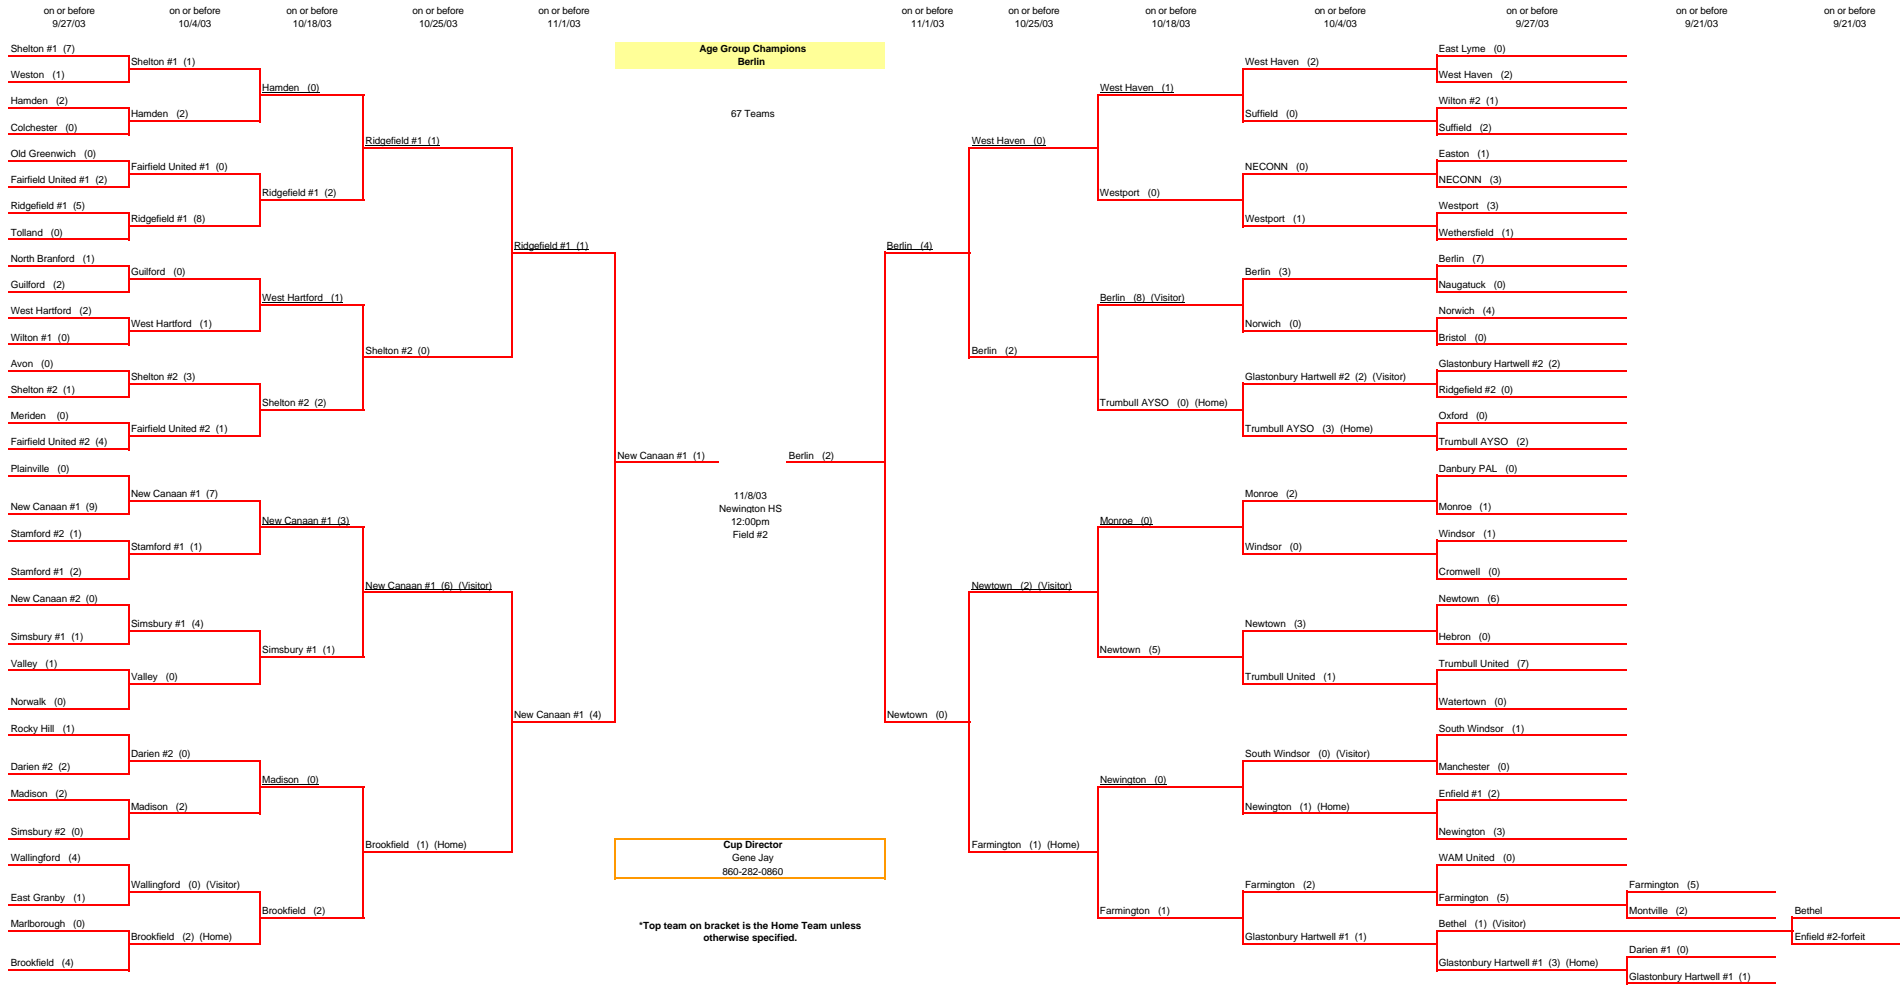 on or before
9/27/03
on or before
10/4/03
on or before
10/18/03
on or before
10/25/03
on or before
11/1/03
on or before
11/1/03
on or before
10/25/03
on or before
10/18/03
on or before
10/4/03
on or before
9/27/03
on or before
9/21/03
on or before
9/21/03
Shelton #1 (7)
Weston (1)
Hamden (2)
Colchester (0)
Old Greenwich (0)
Fairfield United #1 (2)
Ridgefield #1 (5)
Tolland (0)
North Branford (1)
Guilford (2)
West Hartford (2)
Wilton #1 (0)
Avon (0)
Shelton #2 (1)
Meriden (0)
Fairfield United #2 (4)
Plainville (0)
New Canaan #1 (9)
Stamford #2 (1)
Stamford #1 (2)
New Canaan #2 (0)
Simsbury #1 (1)
Valley (1)
Norwalk (0)
Rocky Hill (1)
Darien #2 (2)
Madison (2)
Simsbury #2 (0)
Wallingford (4)
East Granby (1)
Marlborough (0)
Brookfield (4)
Shelton #1 (1)
Hamden (2)
Fairfield United #1 (0)
Ridgefield #1 (8)
Guilford (0)
West Hartford (1)
Shelton #2 (3)
Fairfield United #2 (1)
New Canaan #1 (7)
Stamford #1 (1)
Simsbury #1 (4)
Valley (0)
Darien #2 (0)
Madison (2)
Wallingford (0) (Visitor)
Brookfield (2) (Home)
Hamden (0)
Ridgefield #1 (2)
West Hartford (1)
Shelton #2 (2)
New Canaan #1 (3)
Simsbury #1 (1)
Madison (0)
Brookfield (2)
Ridgefield #1 (1)
Shelton #2 (0)
New Canaan #1 (6) (Visitor)
Brookfield (1) (Home)
Ridgefield #1 (1)
New Canaan #1 (4)
Age Group Champions
Berlin
67 Teams
New Canaan #1 (1)
Berlin (2)
11/8/03
Newington HS
12:00pm
Field #2
Cup Director
Gene Jay
860-282-0860
*Top team on bracket is the Home Team unless
otherwise specified.
Berlin (4)
Newtown (0)
West Haven (0)
Berlin (2)
Newtown (2) (Visitor)
Farmington (1) (Home)
West Haven (1)
Westport (0)
Berlin (8) (Visitor)
Trumbull AYSO (0) (Home)
Monroe (0)
Newtown (5)
Newington (0)
Farmington (1)
West Haven (2)
Suffield (0)
NECONN (0)
Westport (1)
Berlin (3)
Norwich (0)
Glastonbury Hartwell #2 (2) (Visitor)
Trumbull AYSO (3) (Home)
Monroe (2)
Windsor (0)
Newtown (3)
Trumbull United (1)
South Windsor (0) (Visitor)
Newington (1) (Home)
Farmington (2)
Glastonbury Hartwell #1 (1)
East Lyme (0)
West Haven (2)
Wilton #2 (1)
Suffield (2)
Easton (1)
NECONN (3)
Westport (3)
Wethersfield (1)
Berlin (7)
Naugatuck (0)
Norwich (4)
Bristol (0)
Glastonbury Hartwell #2 (2)
Ridgefield #2 (0)
Oxford (0)
Trumbull AYSO (2)
Danbury PAL (0)
Monroe (1)
Windsor (1)
Cromwell (0)
Newtown (6)
Hebron (0)
Trumbull United (7)
Watertown (0)
South Windsor (1)
Manchester (0)
Enfield #1 (2)
Newington (3)
WAM United (0)
Farmington (5)
Bethel (1) (Visitor)
Glastonbury Hartwell #1 (3) (Home)
Farmington (5)
Montville (2)
Darien #1 (0)
Glastonbury Hartwell #1 (1)
Bethel
Enfield #2-forfeit